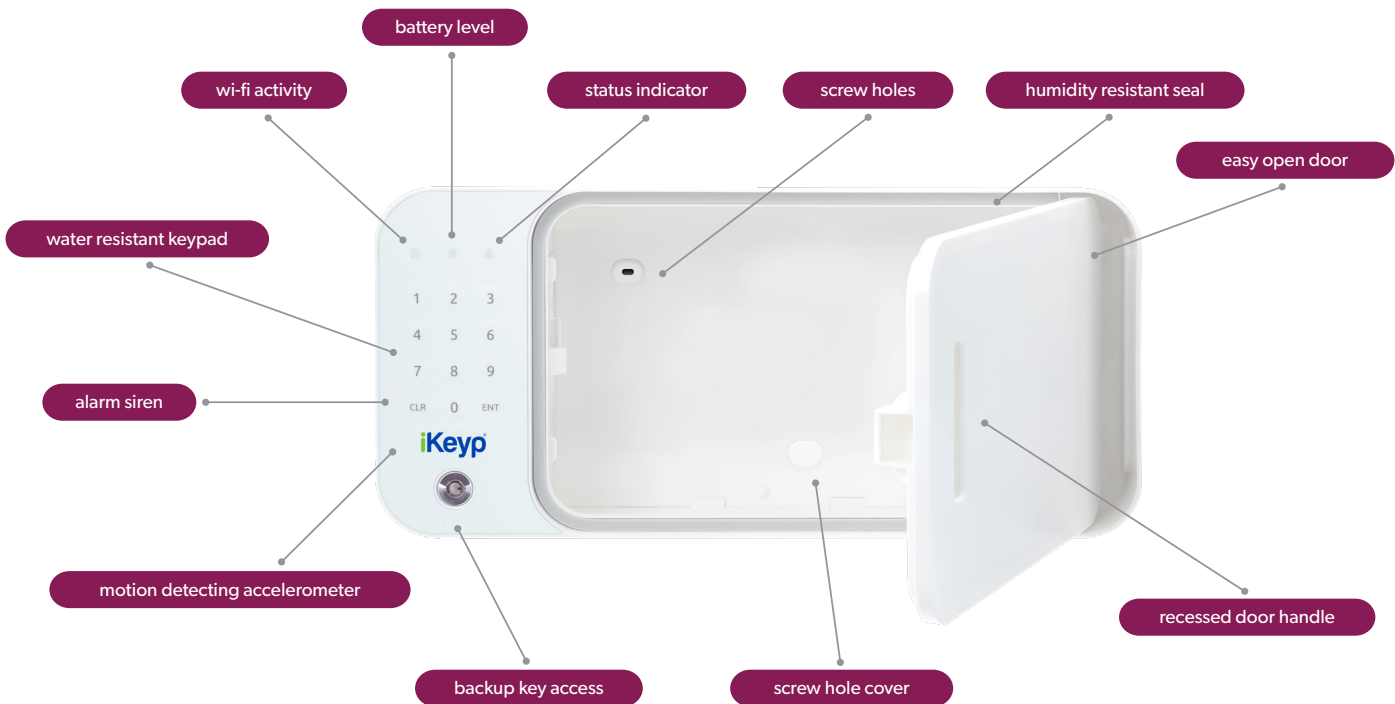 battery level
wi-fi activity
status indicator
screw holes
humidity resistant seal
easy open door
water resistant keypad
1 2 3
4 5 6
7 8 9
CLR 0 ENT
alarm siren
iKeyp
motion detecting accelerometer
recessed door handle
backup key access
screw hole cover